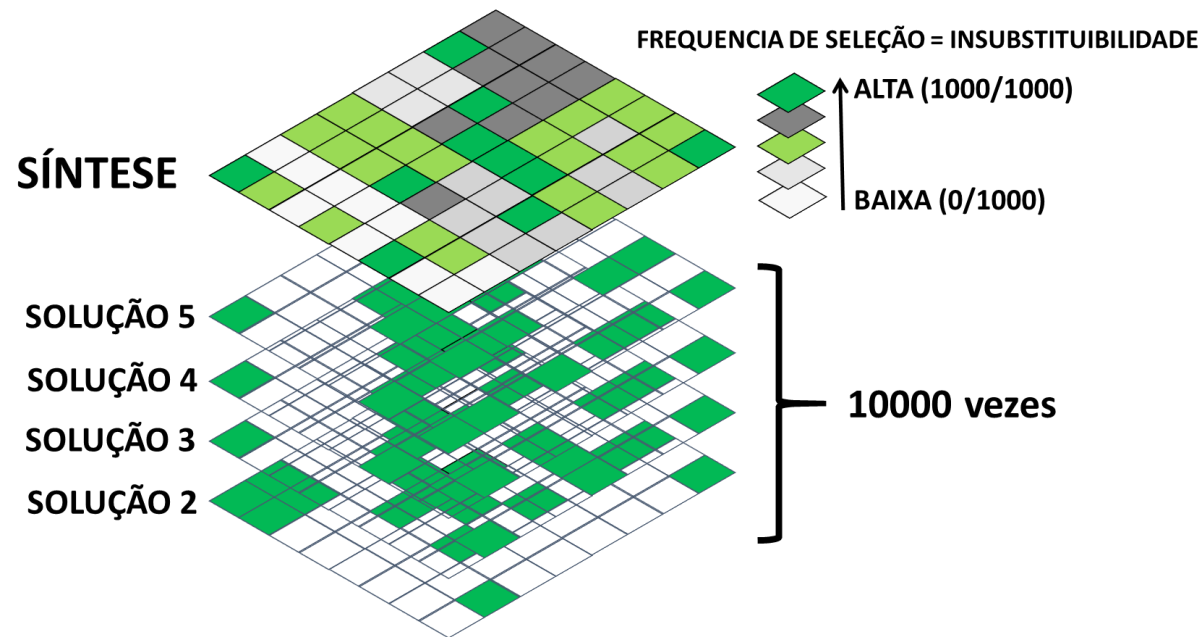 FREQUENCIA DE SELEÇÃO = INSUBSTITUIBILIDADE
ALTA (1000/1000)
SÍNTESE
BAIXA (0/1000)
SOLUÇÃO 5
SOLUÇÃO 4
10000 vezes
SOLUÇÃO 3
SOLUÇÃO 2